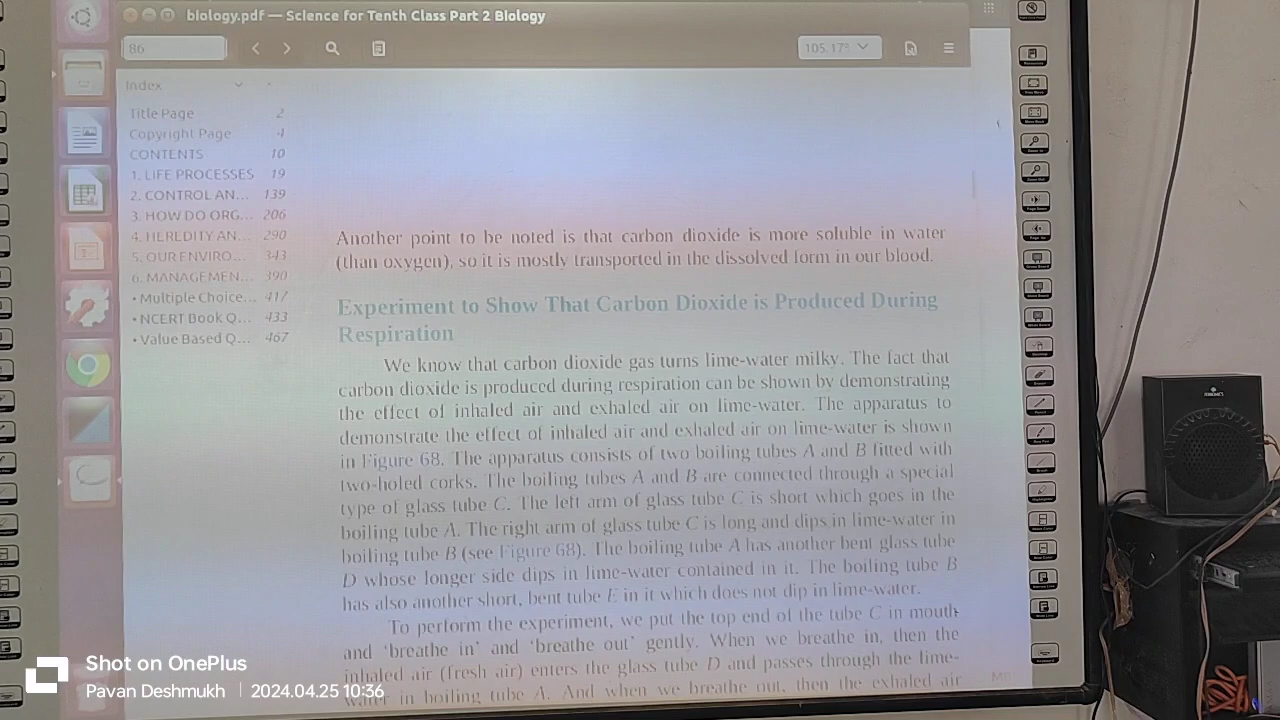 biology.pdf — Science for Tenth Class Part 2 Biology
86
105.17%
Index
Title Page 2
Copyright Page 4
CONTENTS 10
1. LIFE PROCESSES 19
2. CONTROL AN... 139
3. HOW DO ORG... 206
4. HEREDITY AN... 290
5. OUR ENVIRO... 343
6. MANAGEMEN... 390
• Multiple Choice... 417
• NCERT Book Q... 433
• Value Based Q... 467
Another point to be noted is that carbon dioxide is more soluble in water
(than oxygen), so it is mostly transported in the dissolved form in our blood.
Experiment to Show That Carbon Dioxide is Produced During
Respiration
We know that carbon dioxide gas turns lime-water milky. The fact that
carbon dioxide is produced during respiration can be shown by demonstrating
the effect of inhaled air and exhaled air on lime-water. The apparatus to
demonstrate the effect of inhaled air and exhaled air on lime-water is shown
in Figure 68. The apparatus consists of two boiling tubes A and B fitted with
two-holed corks. The boiling tubes A and B are connected through a special
type of glass tube C. The left arm of glass tube C is short which goes in the
boiling tube A. The right arm of glass tube C is long and dips in lime-water in
boiling tube B (see Figure 68). The boiling tube A has another bent glass tube
D whose longer side dips in lime-water contained in it. The boiling tube B
has also another short, bent tube E in it which does not dip in lime-water.
To perform the experiment, we put the top end of the tube C in mouth
and ‘breathe in’ and ‘breathe out’ gently. When we breathe in, then the
inhaled air (fresh air) enters the glass tube D and passes through the lime-
water in boiling tube A. And when we breathe out, then the exhaled air
Shot on OnePlus
Pavan Deshmukh | 2024.04.25 10:36